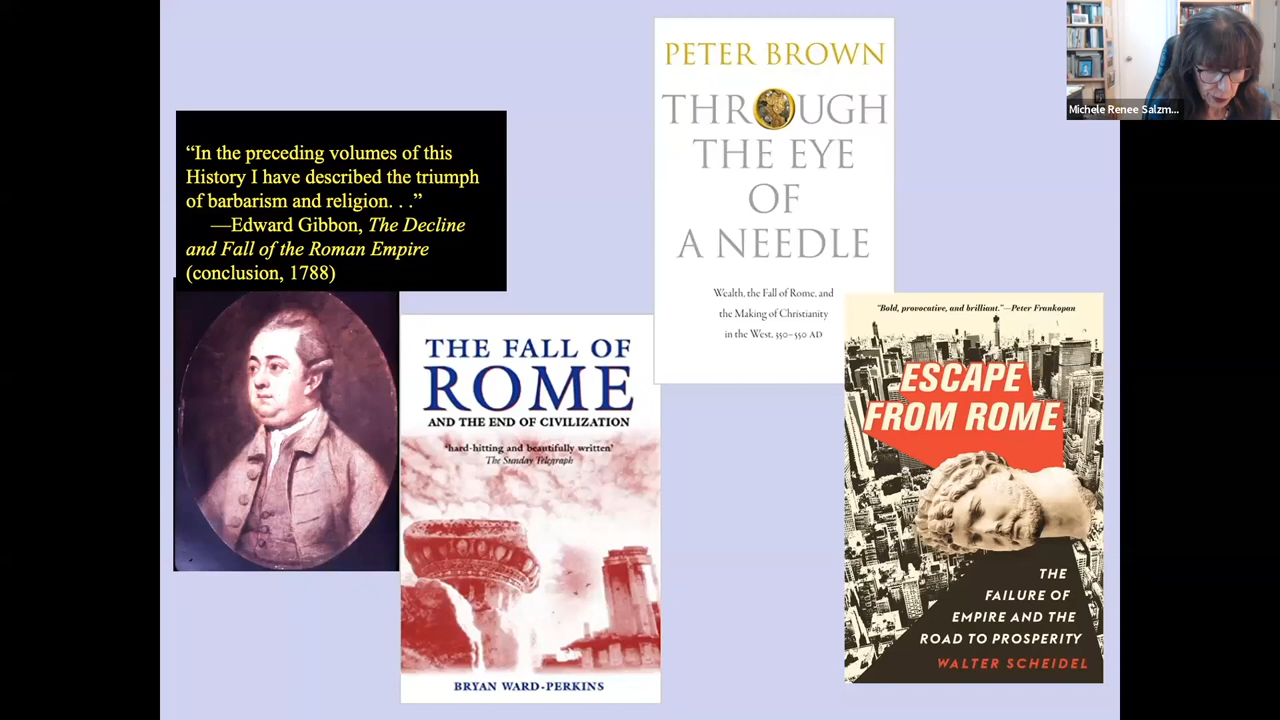 “In the preceding volumes of this
History I have described the triumph
of barbarism and religion. . .”
—Edward Gibbon, The Decline
and Fall of the Roman Empire
(conclusion, 1788)
THE FALL OF
ROME
AND THE END OF CIVILIZATION
‘hard-hitting and beautifully written’
The Sunday Telegraph
BRYAN WARD-PERKINS
PETER BROWN
THROUGH
THE EYE
OF
A NEEDLE
Wealth, the Fall of Rome, and
the Making of Christianity
in the West, 350–550 AD
“Bold, provocative, and brilliant.”—Peter Frankopan
ESCAPE
FROM ROME
THE
FAILURE OF
EMPIRE AND THE
ROAD TO PROSPERITY
WALTER SCHEIDEL
Michele Renee Salzm...